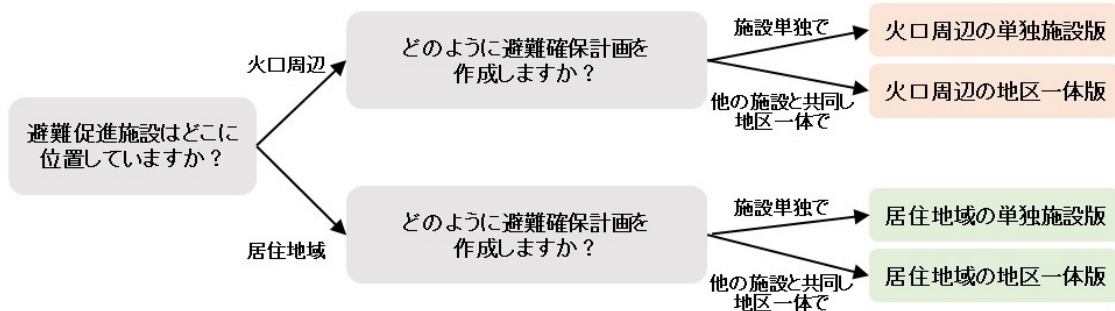 避難促進施設はどこに
位置していますか？
火口周辺
どのように避難確保計画を
作成しますか？
施設単独で
火口周辺の単独施設版
他の施設と共同し
地区一体で
火口周辺の地区一体版
居住地域
どのように避難確保計画を
作成しますか？
施設単独で
居住地域の単独施設版
他の施設と共同し
地区一体で
居住地域の地区一体版